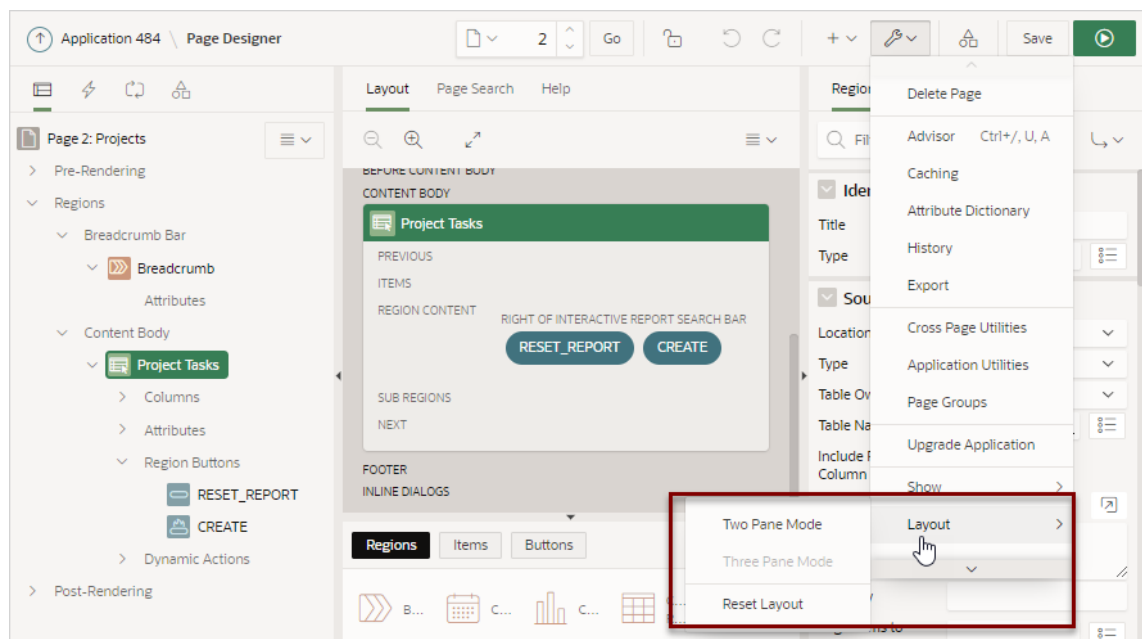 Application 484 \ Page Designer
2
Go
Save
Page 2: Projects
Pre-Rendering
Regions
Breadcrumb Bar
Breadcrumb
Attributes
Content Body
Project Tasks
Columns
Attributes
Region Buttons
RESET_REPORT
CREATE
Dynamic Actions
Post-Rendering
Layout Page Search Help
BEFORE CONTENT BODY
CONTENT BODY
Project Tasks
PREVIOUS
ITEMS
REGION CONTENT
RIGHT OF INTERACTIVE REPORT SEARCH BAR
RESET_REPORT CREATE
SUB REGIONS
NEXT
FOOTER
INLINE DIALOGS
Regions Items Buttons
B... C... C...
Title
Type
Location
Type
Column
Delete Page
Advisor Ctrl+/, U, A
Caching
Attribute Dictionary
History
Export
Cross Page Utilities
Application Utilities
Page Groups
Upgrade Application
Show
Layout
Two Pane Mode
Three Pane Mode
Reset Layout